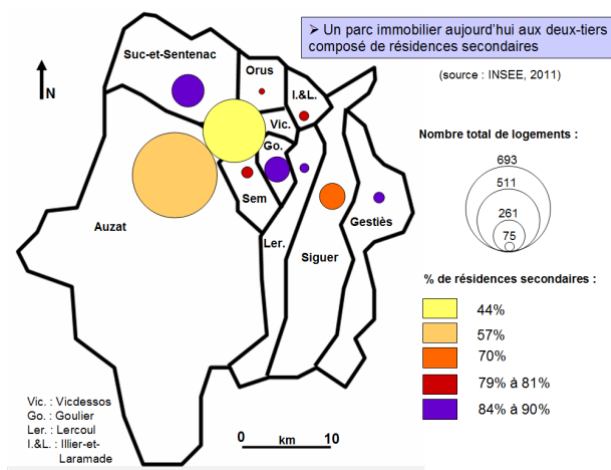 ➢ Un parc immobilier aujourd'hui aux deux-tiers
composé de résidences secondaires
(source : INSEE, 2011)
N
Suc-et-Sentenac
Orus
I.&L.
Vic.
Go.
Sem
Auzat
Ler.
Siguer
Gestiès
Nombre total de logements :
693
511
261
75
% de résidences secondaires :
44%
57%
70%
79% à 81%
84% à 90%
Vic. : Vicdessos
Go. : Goulier
Ler. : Lercoul
I.&L. : Illier-et-
Laramade
0 km 10